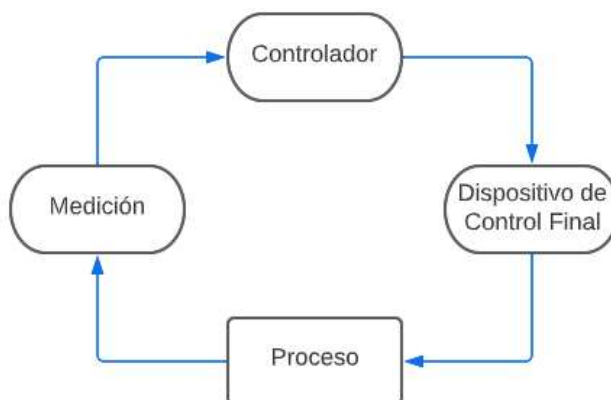 Controlador
Medición
Dispositivo de
Control Final
Proceso